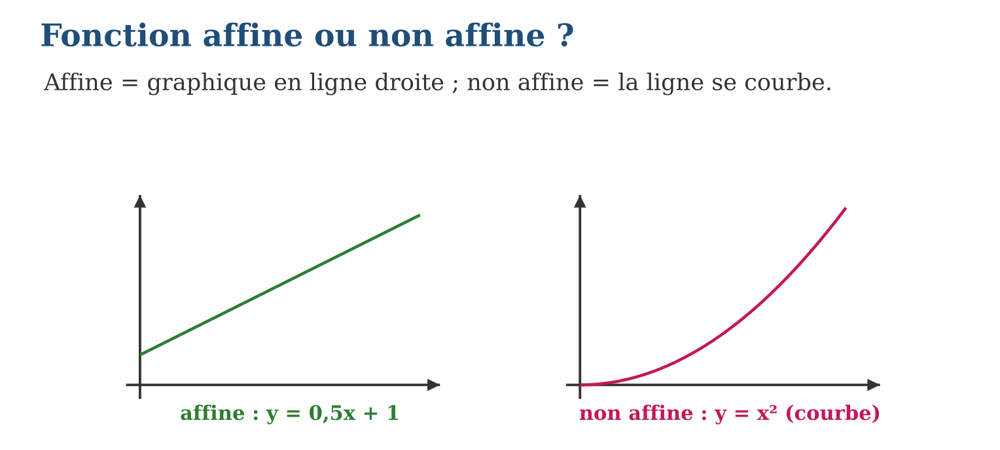 Fonction affine ou non affine ?
Affine = graphique en ligne droite ; non affine = la ligne se courbe.
affine : y = 0,5x + 1
non affine : y = x² (courbe)